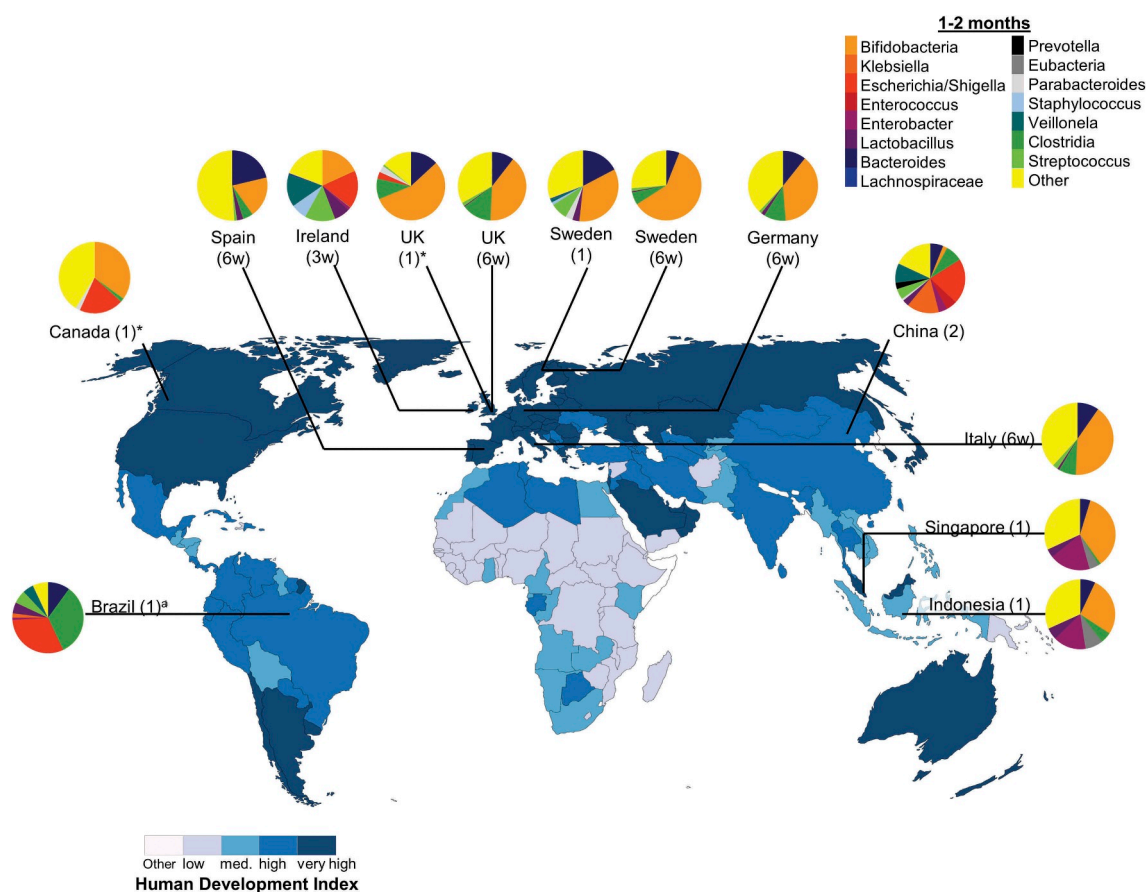 1-2 months
Bifidobacteria
Klebsiella
Escherichia/Shigella
Enterococcus
Enterobacter
Lactobacillus
Bacteroides
Lachnospiraceae
Prevotella
Eubacteria
Parabacteroides
Staphylococcus
Veillonela
Clostridia
Streptococcus
Other
Spain
(6w)
Ireland
(3w)
UK
(1)*
UK
(6w)
Sweden
(1)
Sweden
(6w)
Germany
(6w)
Canada (1)*
China (2)
Italy (6w)
Singapore (1)
Indonesia (1)
Brazil (1)ª
Other low med. high very high
Human Development Index